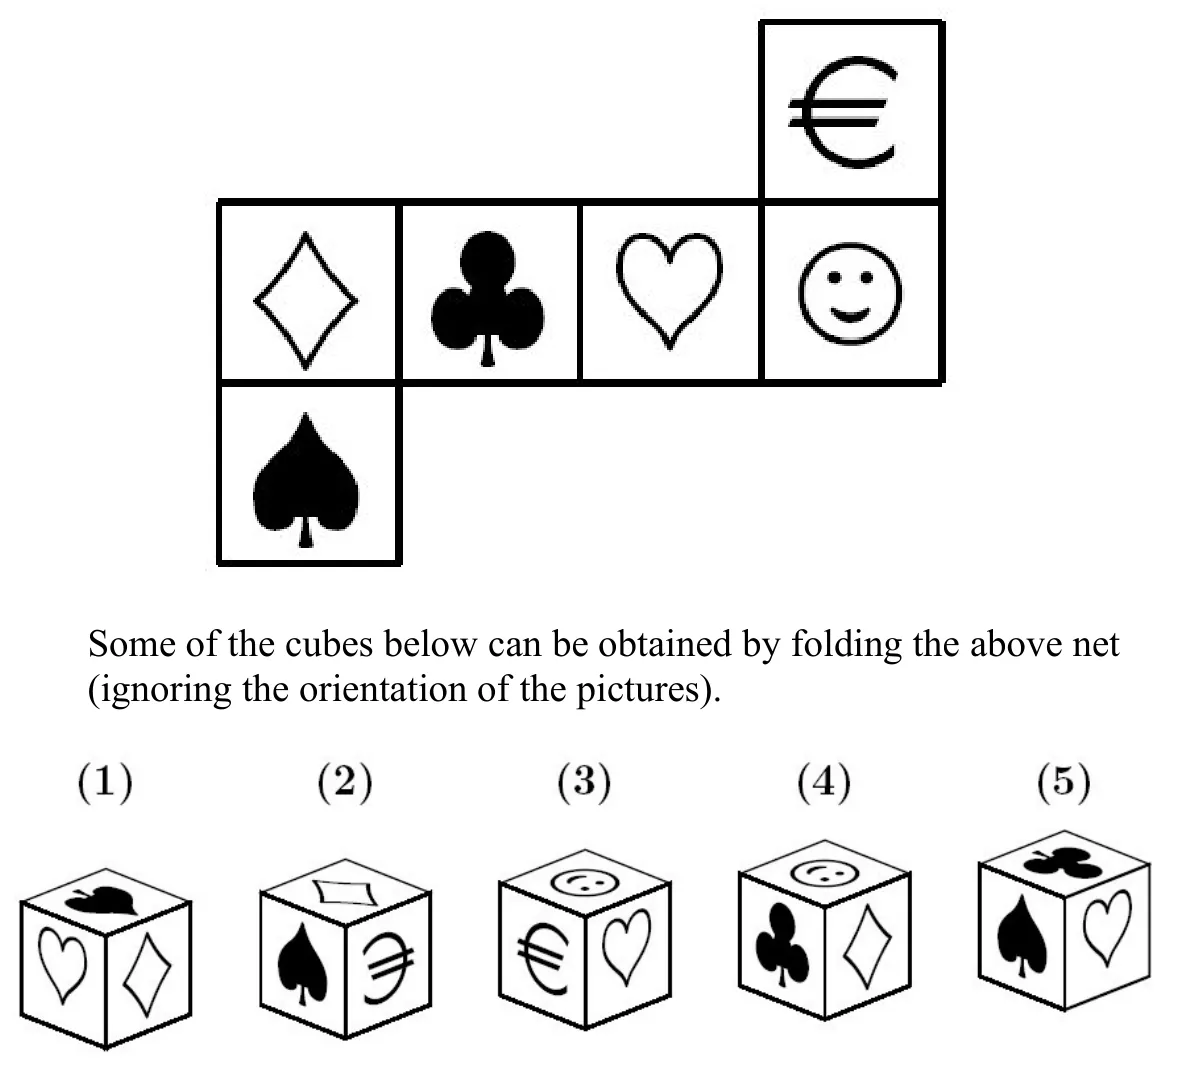 €
Some of the cubes below can be obtained by folding the above net
(ignoring the orientation of the pictures).
(1) (2) (3) (4) (5)
€ €